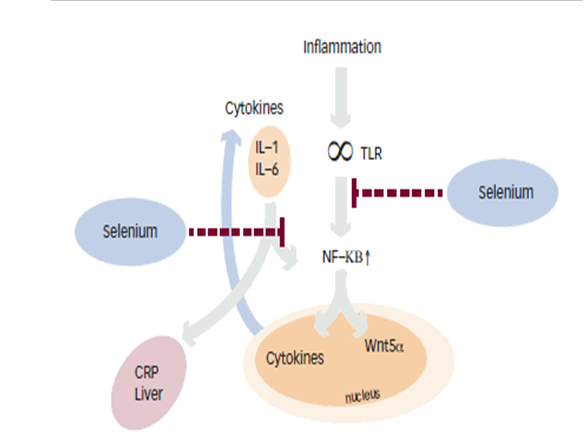 Inflammation
Cytokines
IL-1
IL-6
TLR
Selenium
Selenium
NF-KB↑
Cytokines
Wnt5α
nucleus
CRP
Liver